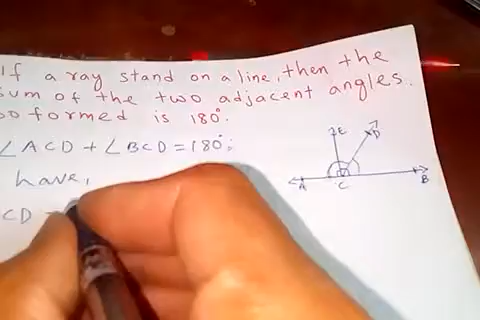 If a ray stand on a line, then the
sum of the two adjacent angles
so formed is 180°.
∠ACD + ∠BCD = 180°
have,
CD =
E
D
A
C
B